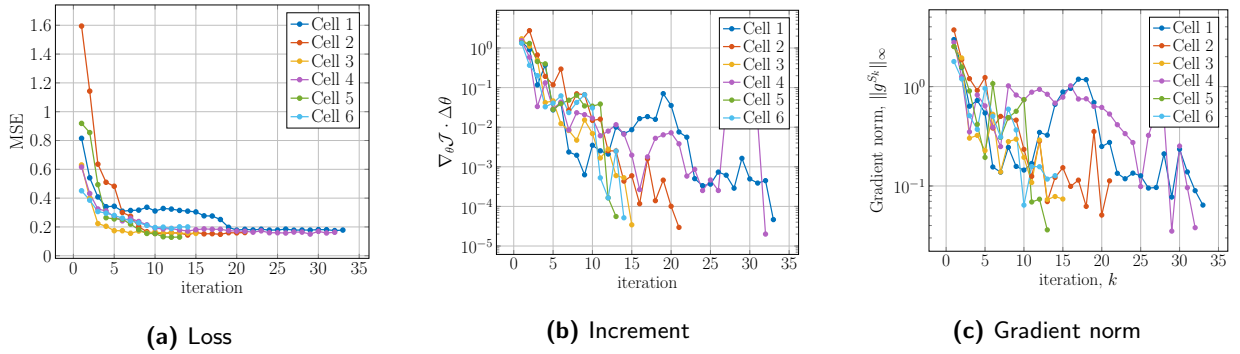 1.6
1.4
1.2
1
0.8
0.6
0.4
0.2
0
MSE
0 5 10 15 20 25 30 35
iteration
Cell 1
Cell 2
Cell 3
Cell 4
Cell 5
Cell 6
(a) Loss
10^0
10^−1
10^−2
10^−3
10^−4
10^−5
∇_θ𝒥 · Δθ
0 5 10 15 20 25 30 35
iteration
Cell 1
Cell 2
Cell 3
Cell 4
Cell 5
Cell 6
(b) Increment
10^0
10^−1
Gradient norm, ‖g^{S_k}‖_∞
0 5 10 15 20 25 30 35
iteration, k
Cell 1
Cell 2
Cell 3
Cell 4
Cell 5
Cell 6
(c) Gradient norm